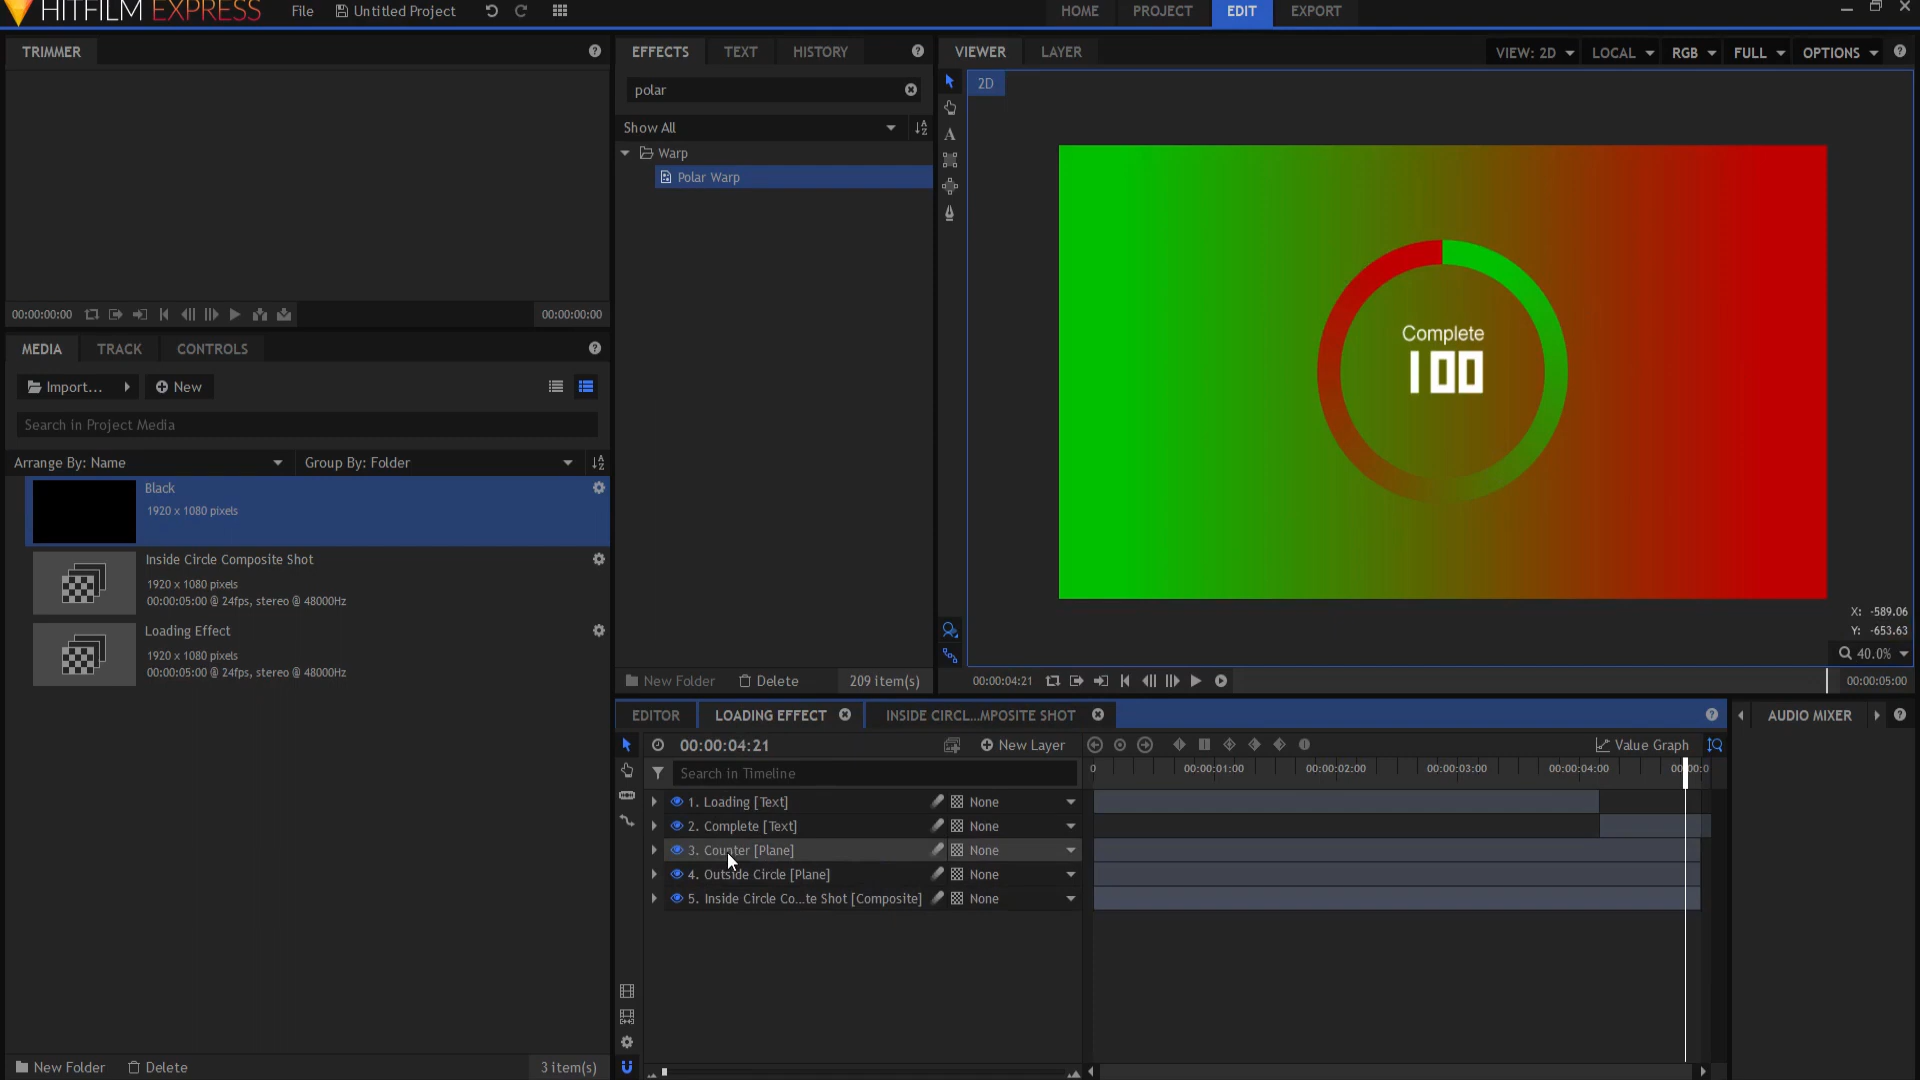 HITFILM EXPRESS
File
Untitled Project
HOME
PROJECT
EDIT
EXPORT
TRIMMER
00:00:00:00
00:00:00:00
MEDIA
TRACK
CONTROLS
Import...
New
Search in Project Media
Arrange By: Name
Group By: Folder
Black
1920 x 1080 pixels
Inside Circle Composite Shot
1920 x 1080 pixels
00:00:05:00 @ 24fps, stereo @ 48000Hz
Loading Effect
1920 x 1080 pixels
00:00:05:00 @ 24fps, stereo @ 48000Hz
New Folder
Delete
3 item(s)
EFFECTS
TEXT
HISTORY
polar
Show All
Warp
Polar Warp
New Folder
Delete
209 item(s)
VIEWER
LAYER
VIEW: 2D
LOCAL
RGB
FULL
OPTIONS
2D
Complete
100
X: -589.06
Y: -653.63
40.0%
00:00:04:21
00:00:05:00
EDITOR
LOADING EFFECT
INSIDE CIRCL...MPOSITE SHOT
00:00:04:21
New Layer
Value Graph
Search in Timeline
0
00:00:01:00
00:00:02:00
00:00:03:00
00:00:04:00
1. Loading [Text]
None
2. Complete [Text]
None
3. Counter [Plane]
None
4. Outside Circle [Plane]
None
5. Inside Circle Co...te Shot [Composite]
None
AUDIO MIXER